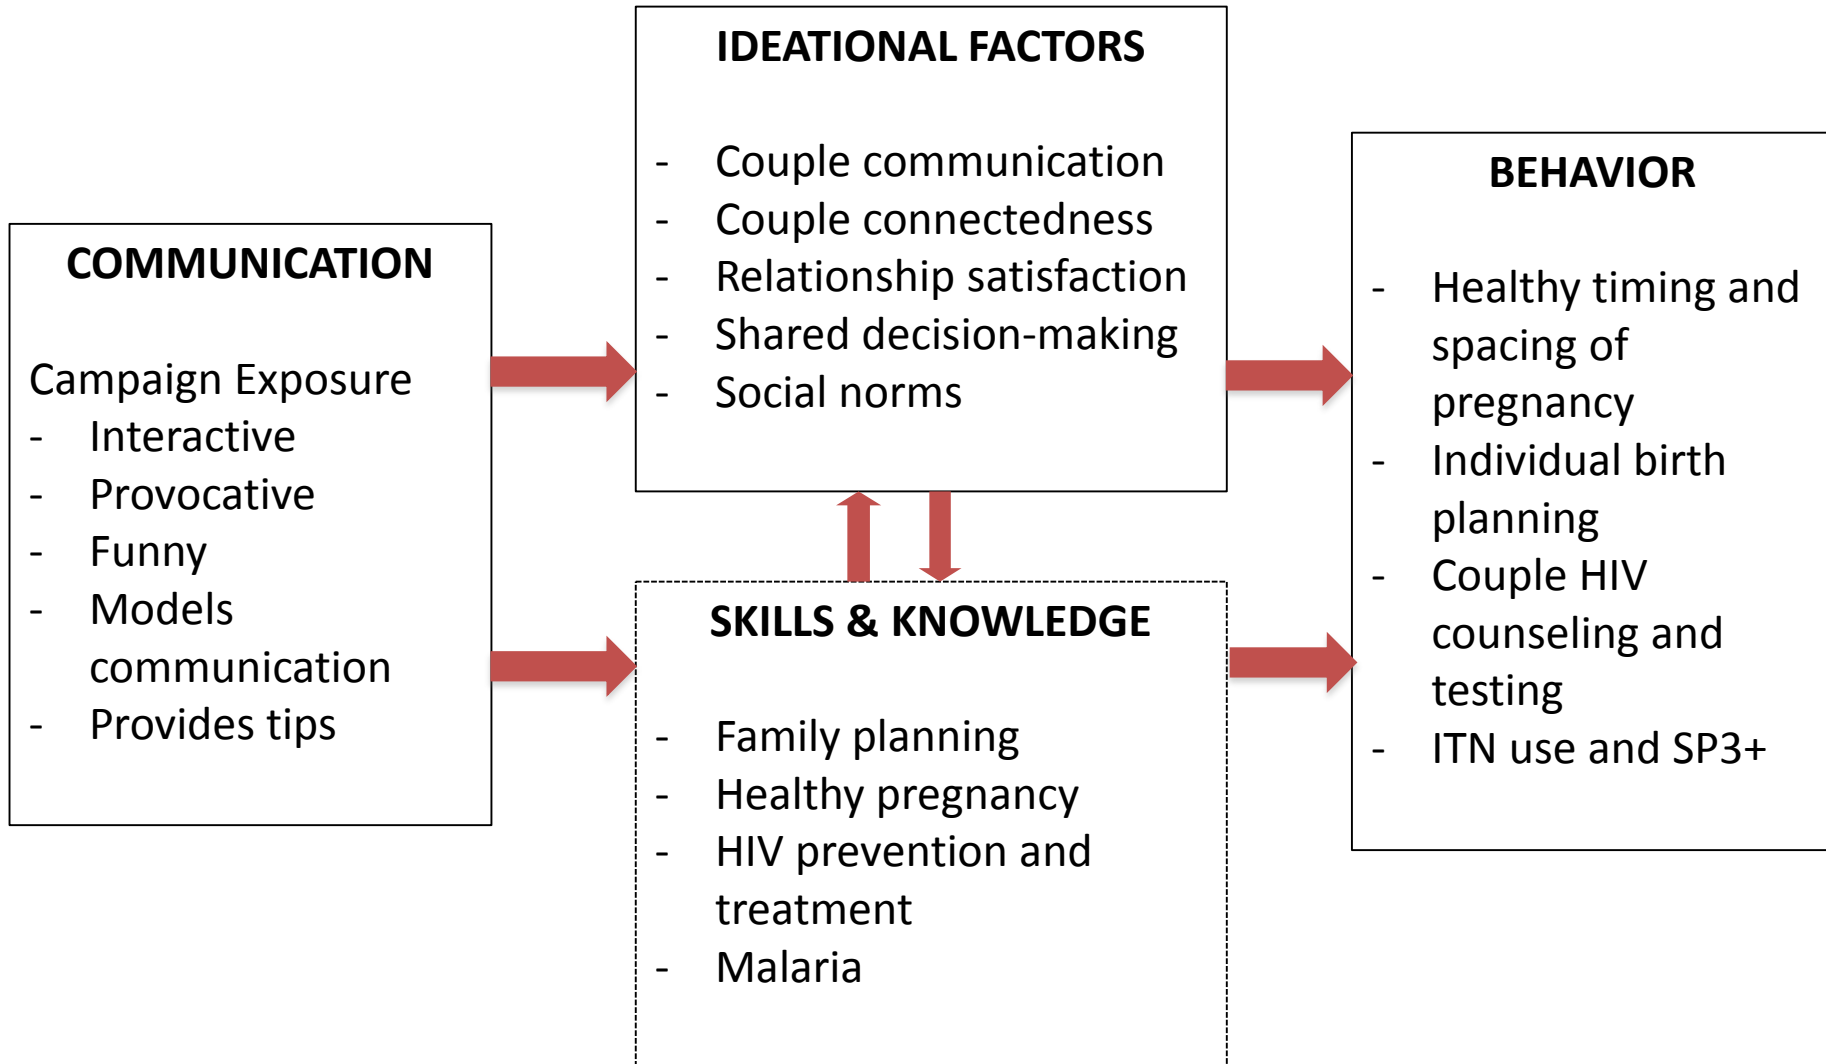 COMMUNICATION
Campaign Exposure
- Interactive
- Provocative
- Funny
- Models
communication
- Provides tips
IDEATIONAL FACTORS
- Couple communication
- Couple connectedness
- Relationship satisfaction
- Shared decision-making
- Social norms
SKILLS & KNOWLEDGE
- Family planning
- Healthy pregnancy
- HIV prevention and
treatment
- Malaria
BEHAVIOR
- Healthy timing and
spacing of
pregnancy
- Individual birth
planning
- Couple HIV
counseling and
testing
- ITN use and SP3+